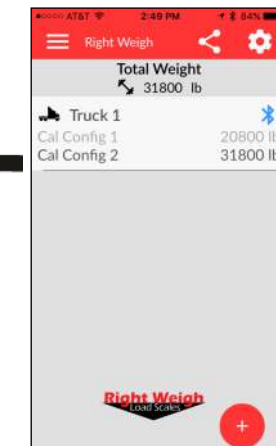 AT&T 2:49 PM 84%
Right Weigh
Total Weight
31800 lb
Truck 1
Cal Config 1 20800 lb
Cal Config 2 31800 lb
Right Weigh
Load Scales
+